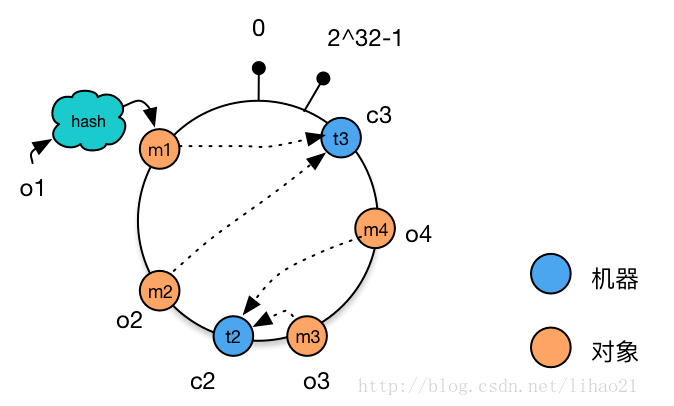 0
2^32-1
c3
hash
t3
m1
o1
m4
o4
机器
m2
o2
t2
m3
对象
c2
o3
http://blog.csdn.net/lihao21